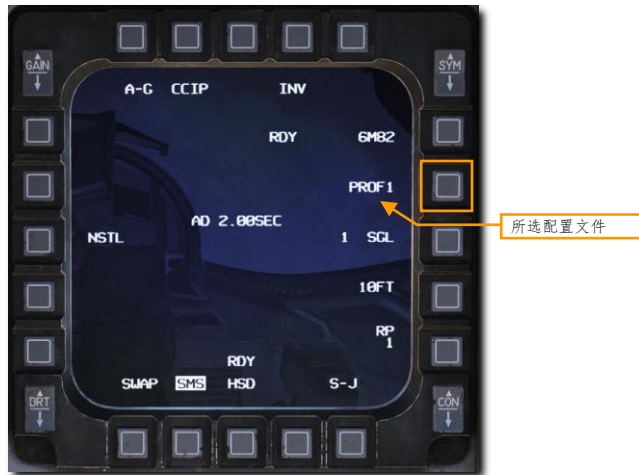 GAIN
SYM
A-G CCIP INV
RDY 6M82
PROF1
所选配置文件
AD 2.00SEC
NSTL 1 SGL
10FT
RP
1
RDY
SWAP SMS HSD S-J
BRT
CON